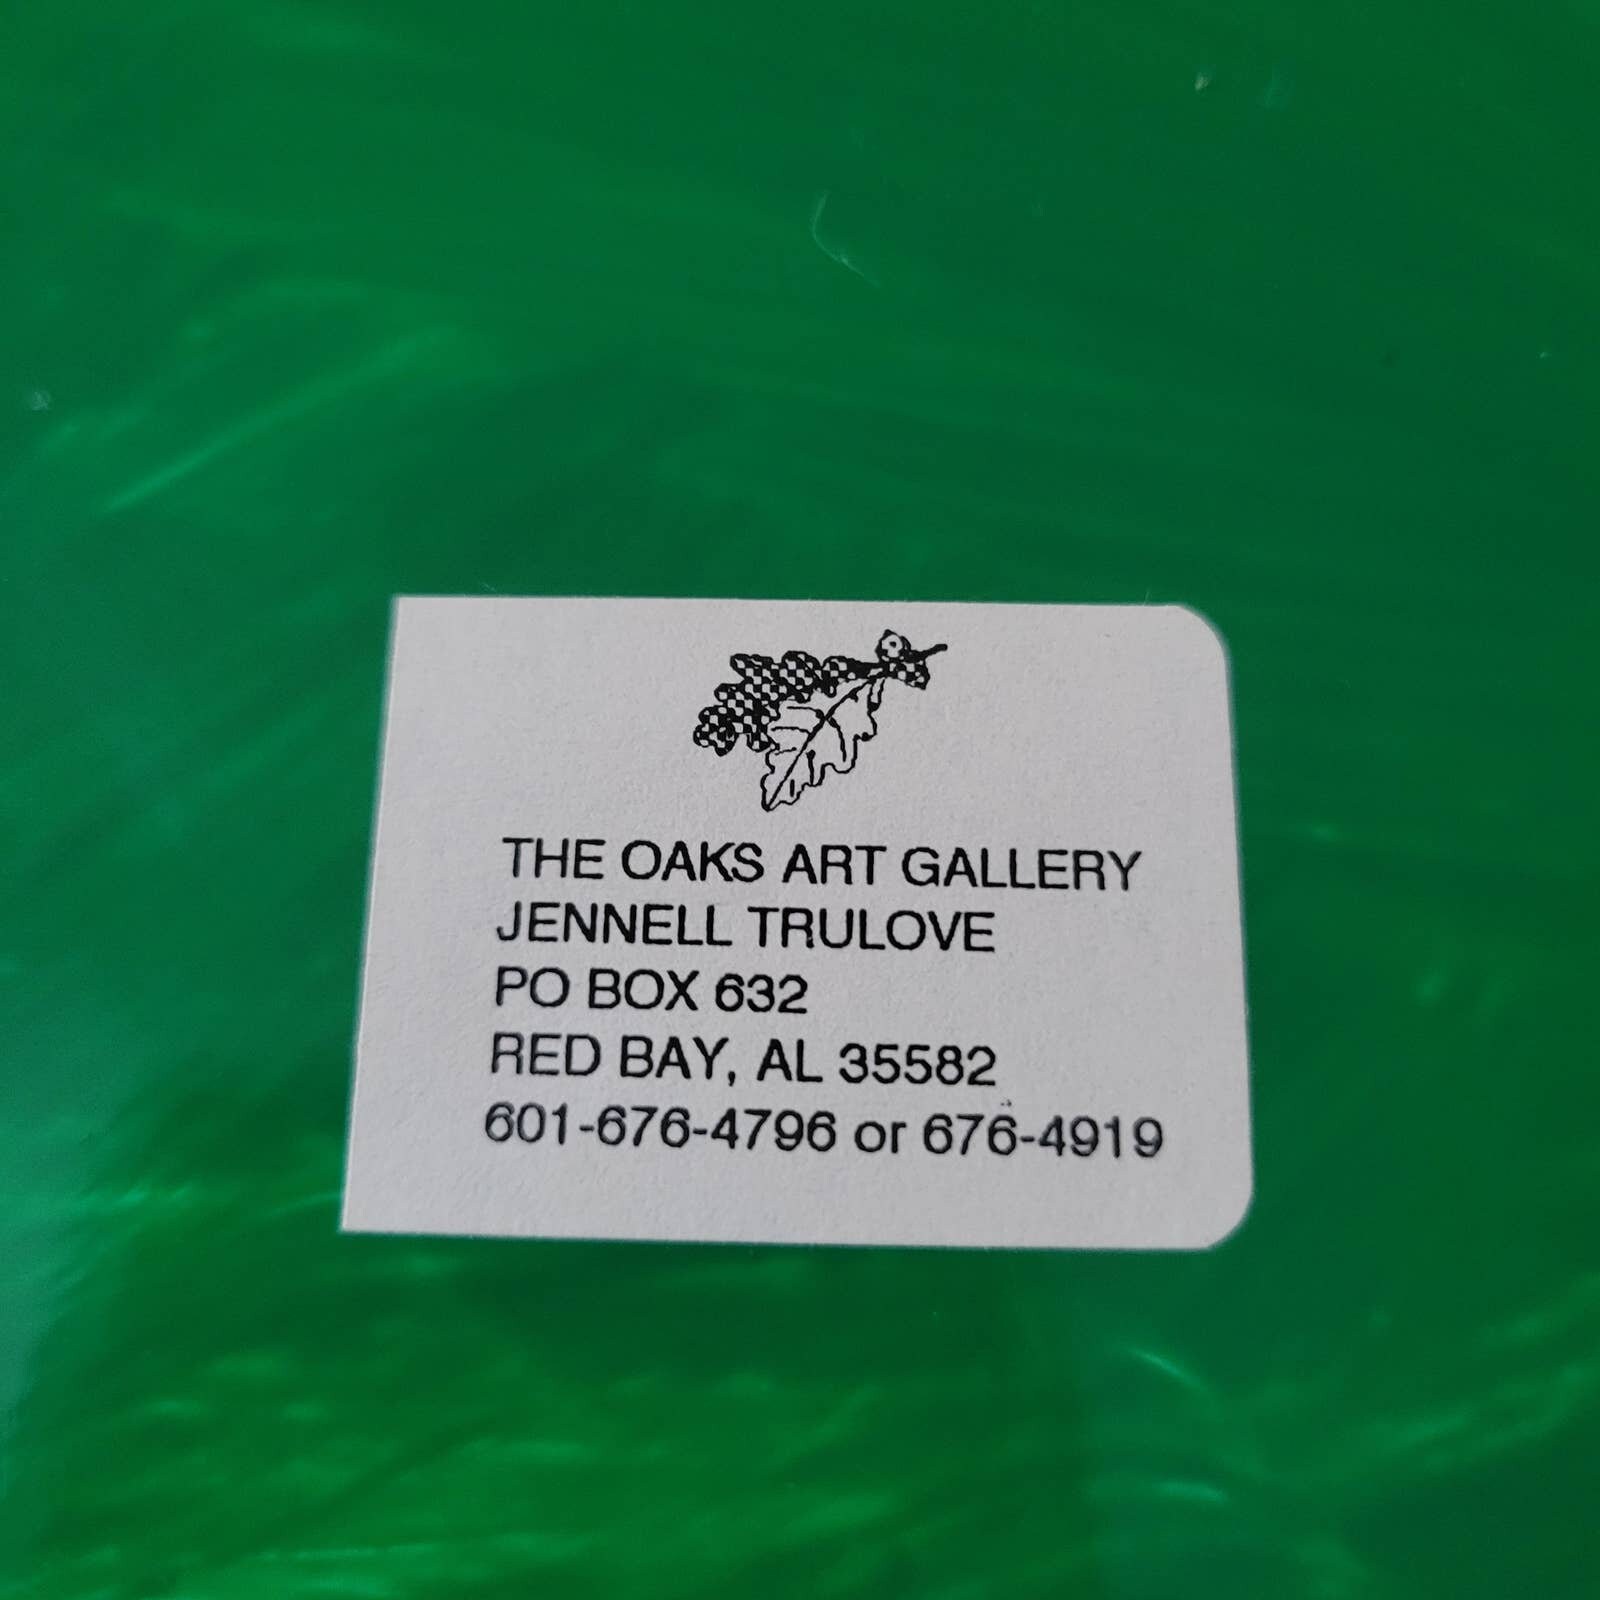 THE OAKS ART GALLERY
JENNELL TRULOVE
PO BOX 632
RED BAY, AL 35582
601-676-4796 or 676-4919